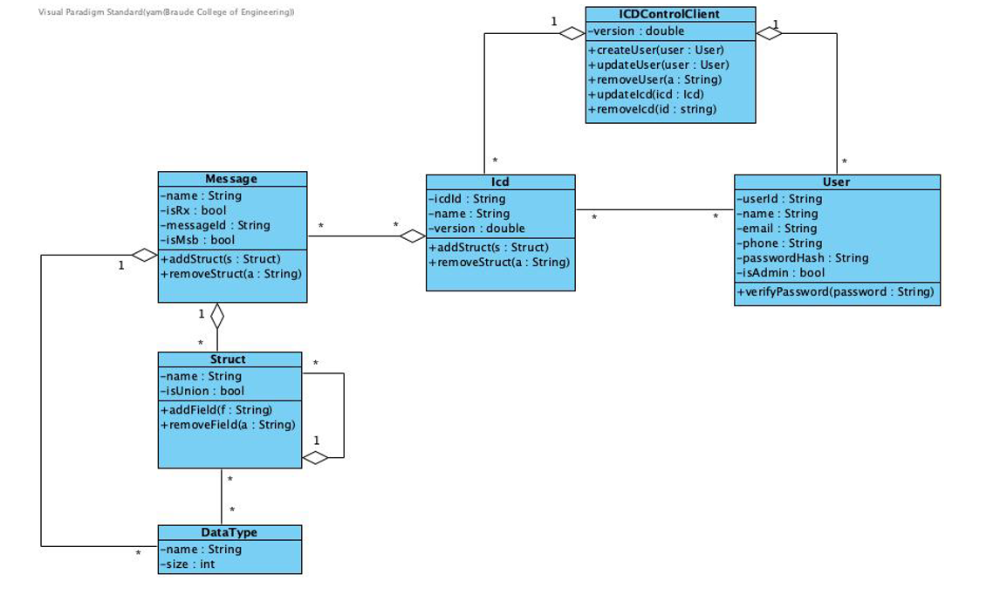 Visual Paradigm Standard(yam(Braude College of Engineering))
ICDControlClient
-version : double
+createUser(user : User)
+updateUser(user : User)
+removeUser(a : String)
+updateIcd(icd : Icd)
+removeIcd(id : string)
1
1
*
*
Message
-name : String
-isRx : bool
-messageId : String
-isMsb : bool
+addStruct(s : Struct)
+removeStruct(a : String)
*
*
Icd
-icdId : String
-name : String
-version : double
+addStruct(s : Struct)
+removeStruct(a : String)
*
*
User
-userId : String
-name : String
-email : String
-phone : String
-passwordHash : String
-isAdmin : bool
+verifyPassword(password : String)
1
1
*
Struct
-name : String
-isUnion : bool
+addField(f : String)
+removeField(a : String)
*
1
*
*
DataType
-name : String
-size : int
*